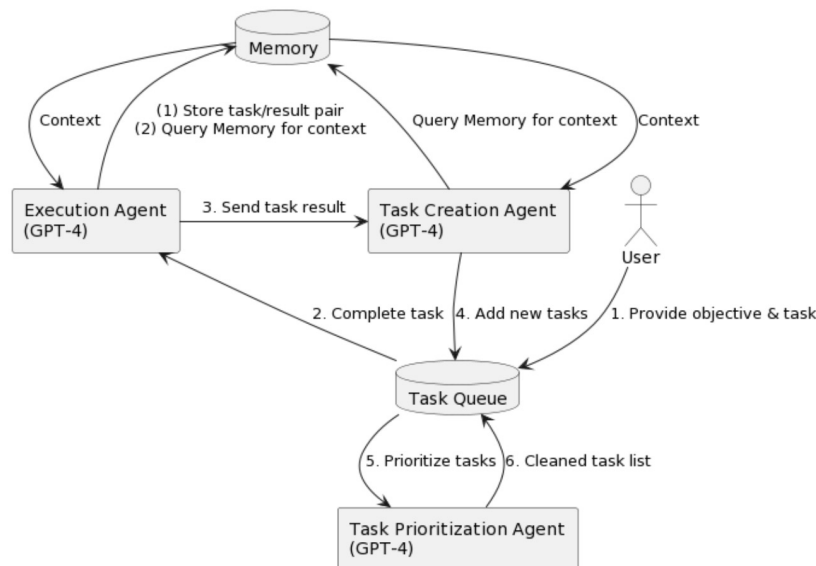 Memory
Context
(1) Store task/result pair
(2) Query Memory for context
Query Memory for context
Context
Execution Agent
(GPT-4)
3. Send task result
Task Creation Agent
(GPT-4)
User
2. Complete task
4. Add new tasks
1. Provide objective & task
Task Queue
5. Prioritize tasks
6. Cleaned task list
Task Prioritization Agent
(GPT-4)